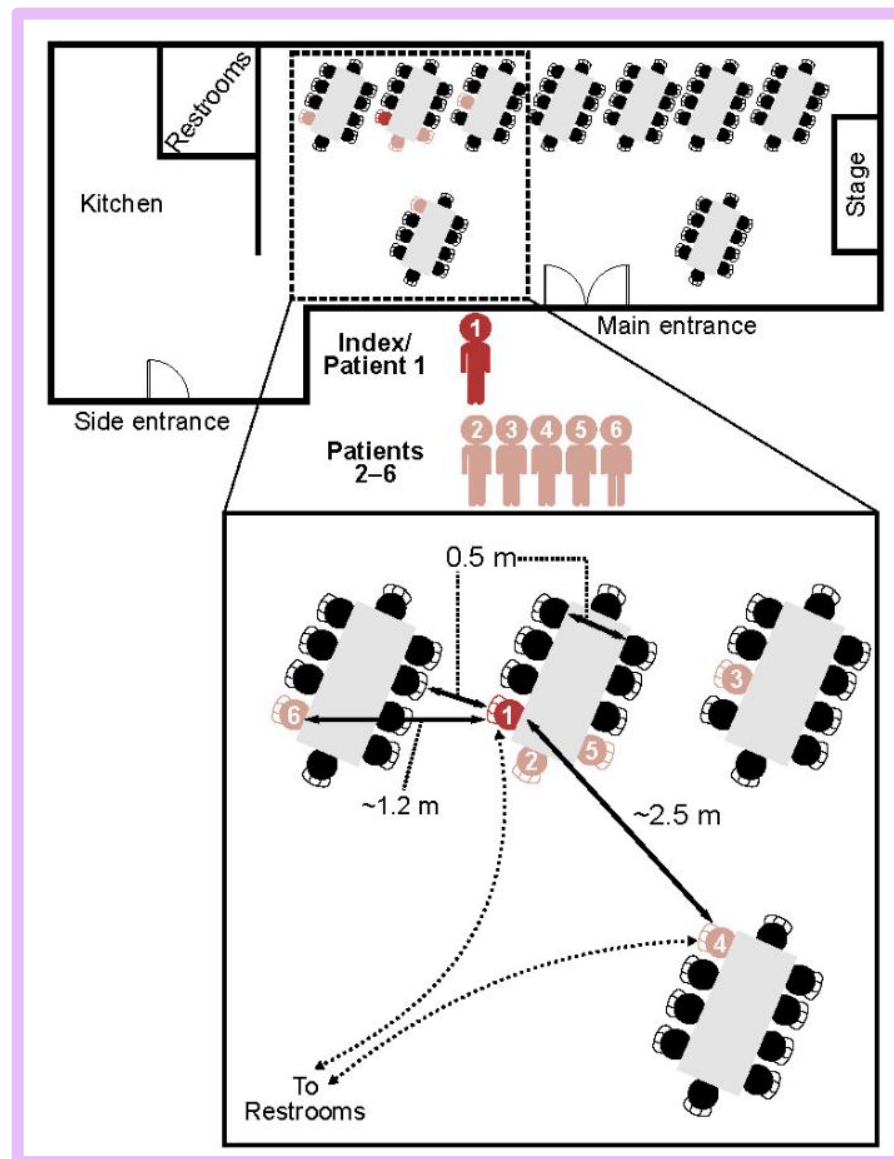 Restrooms
Kitchen
Stage
Main entrance
Side entrance
1
Index/
Patient 1
2 3 4 5 6
Patients
2–6
0.5 m
3
6
1
2
5
~1.2 m
~2.5 m
4
To
Restrooms